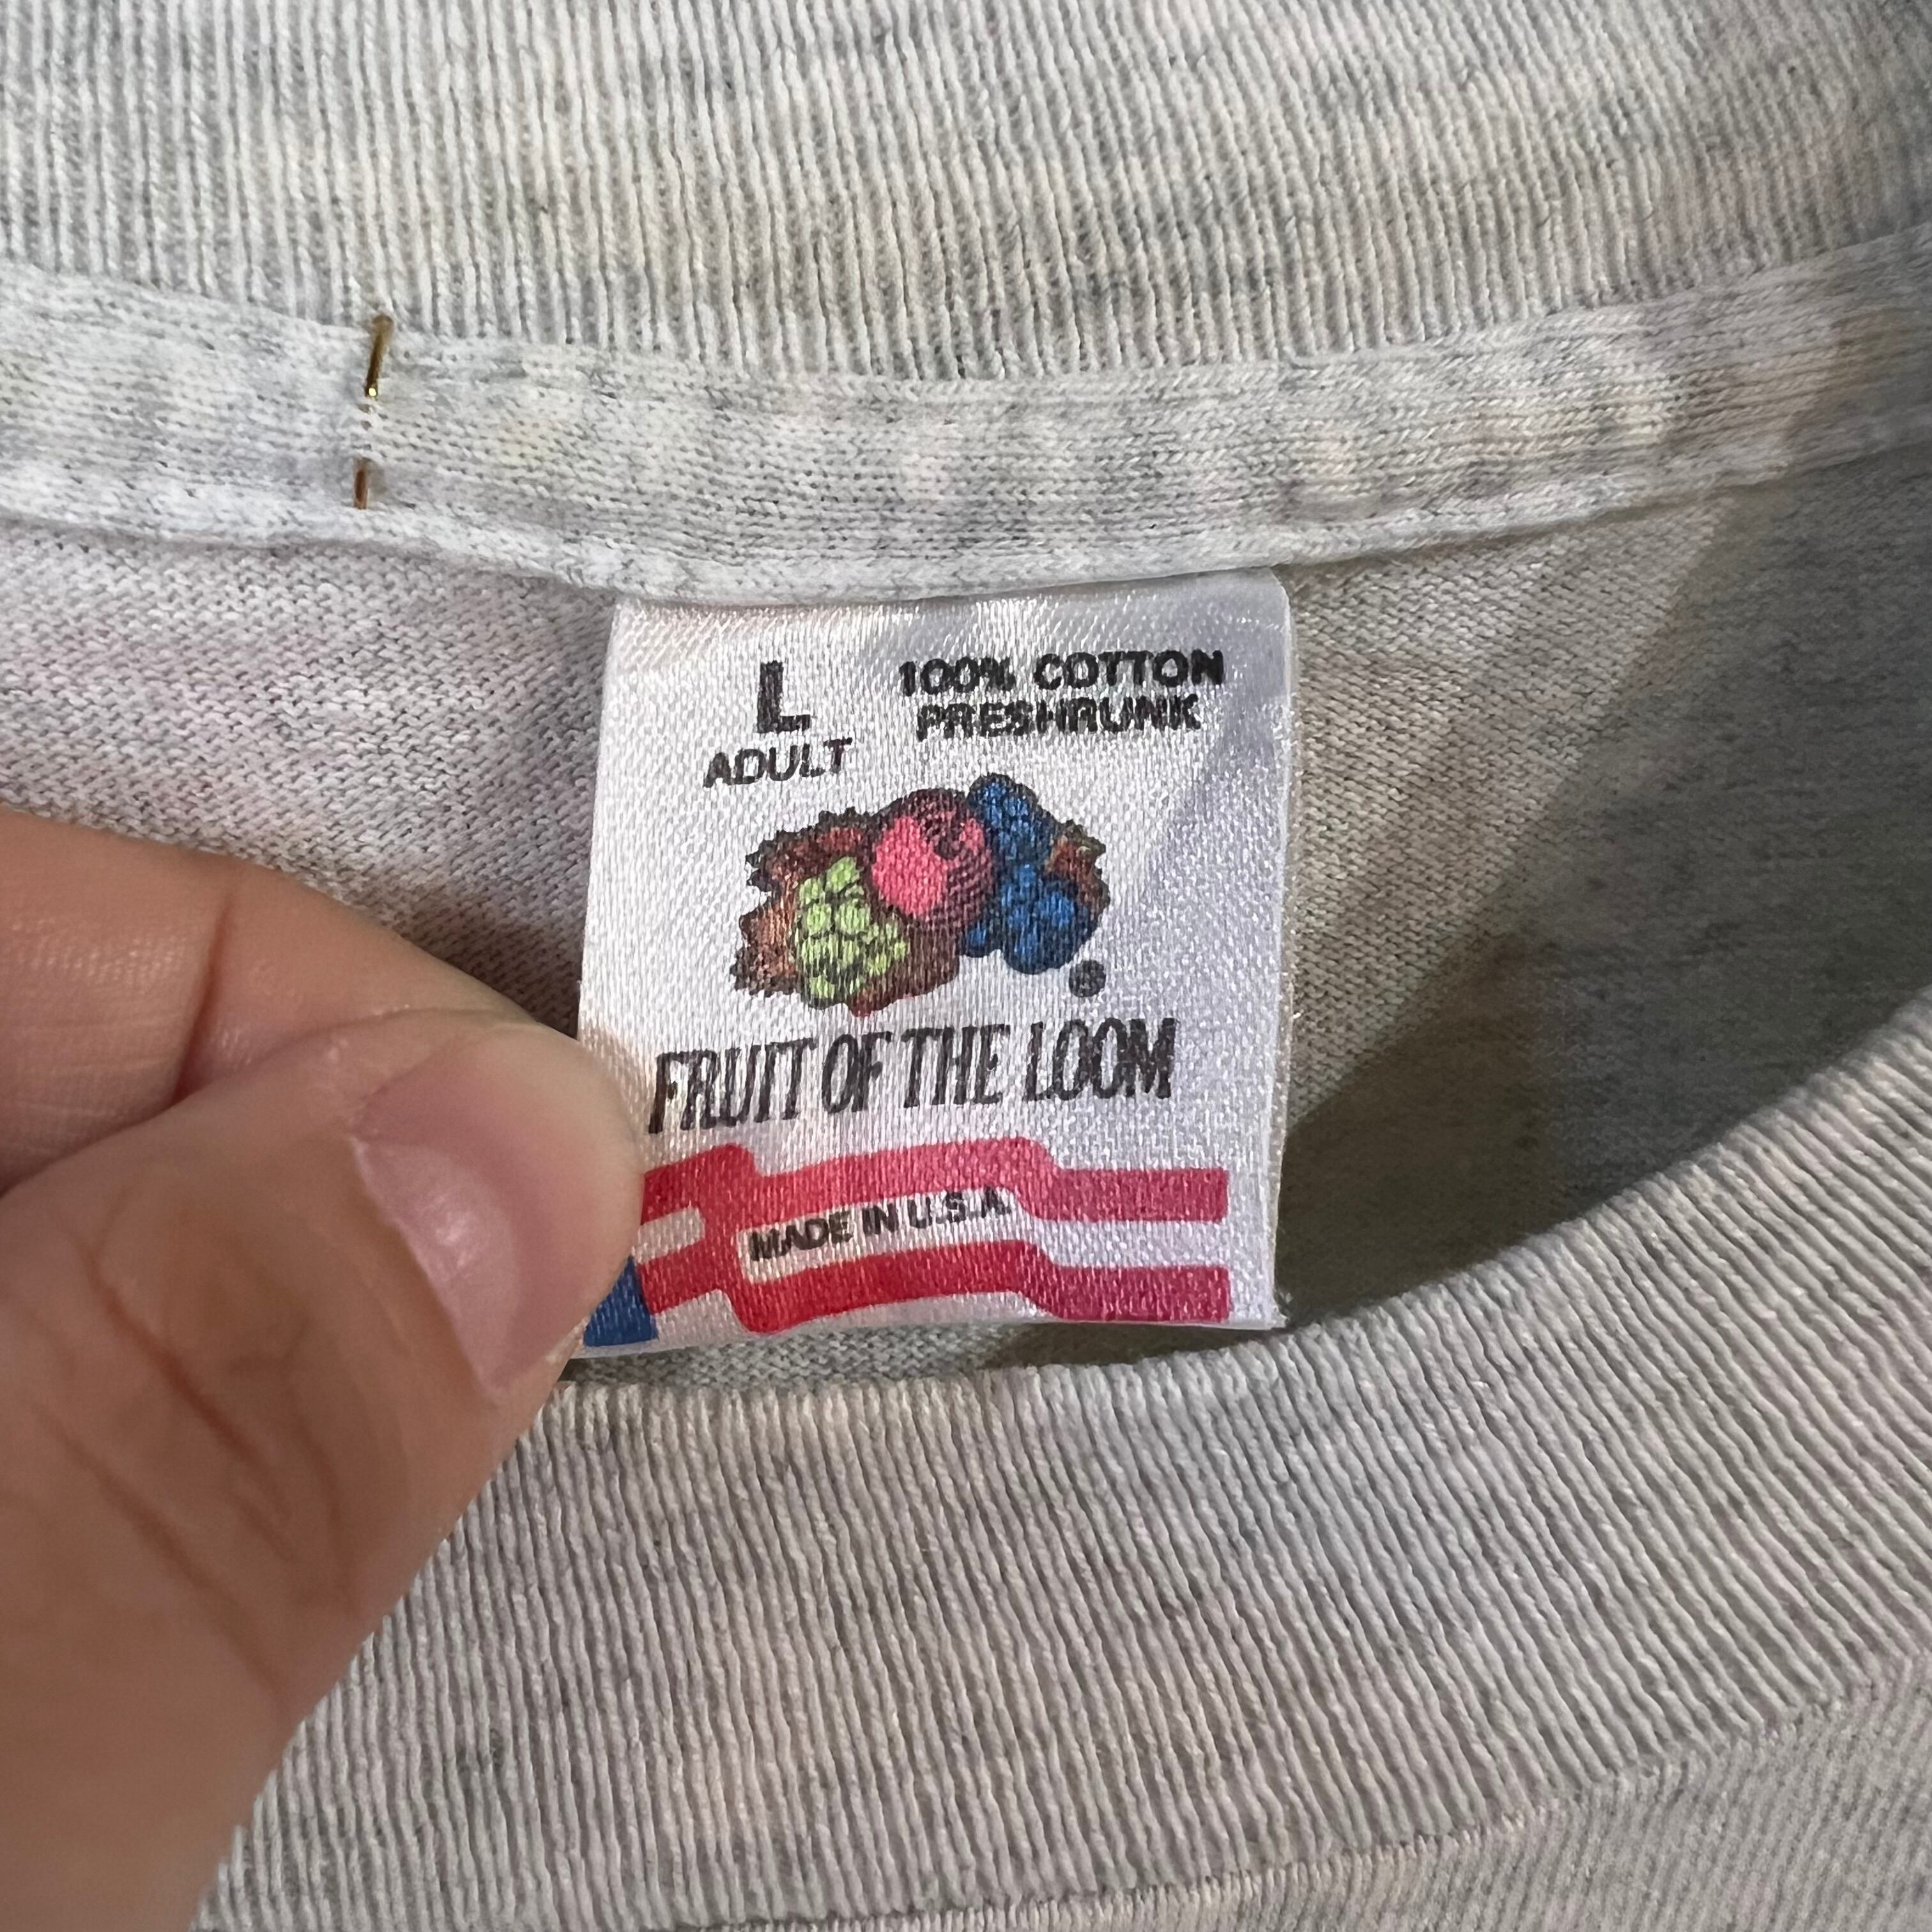 L
ADULT
100% COTTON
PRESHRUNK
®
FRUIT OF THE LOOM
MADE IN U.S.A.